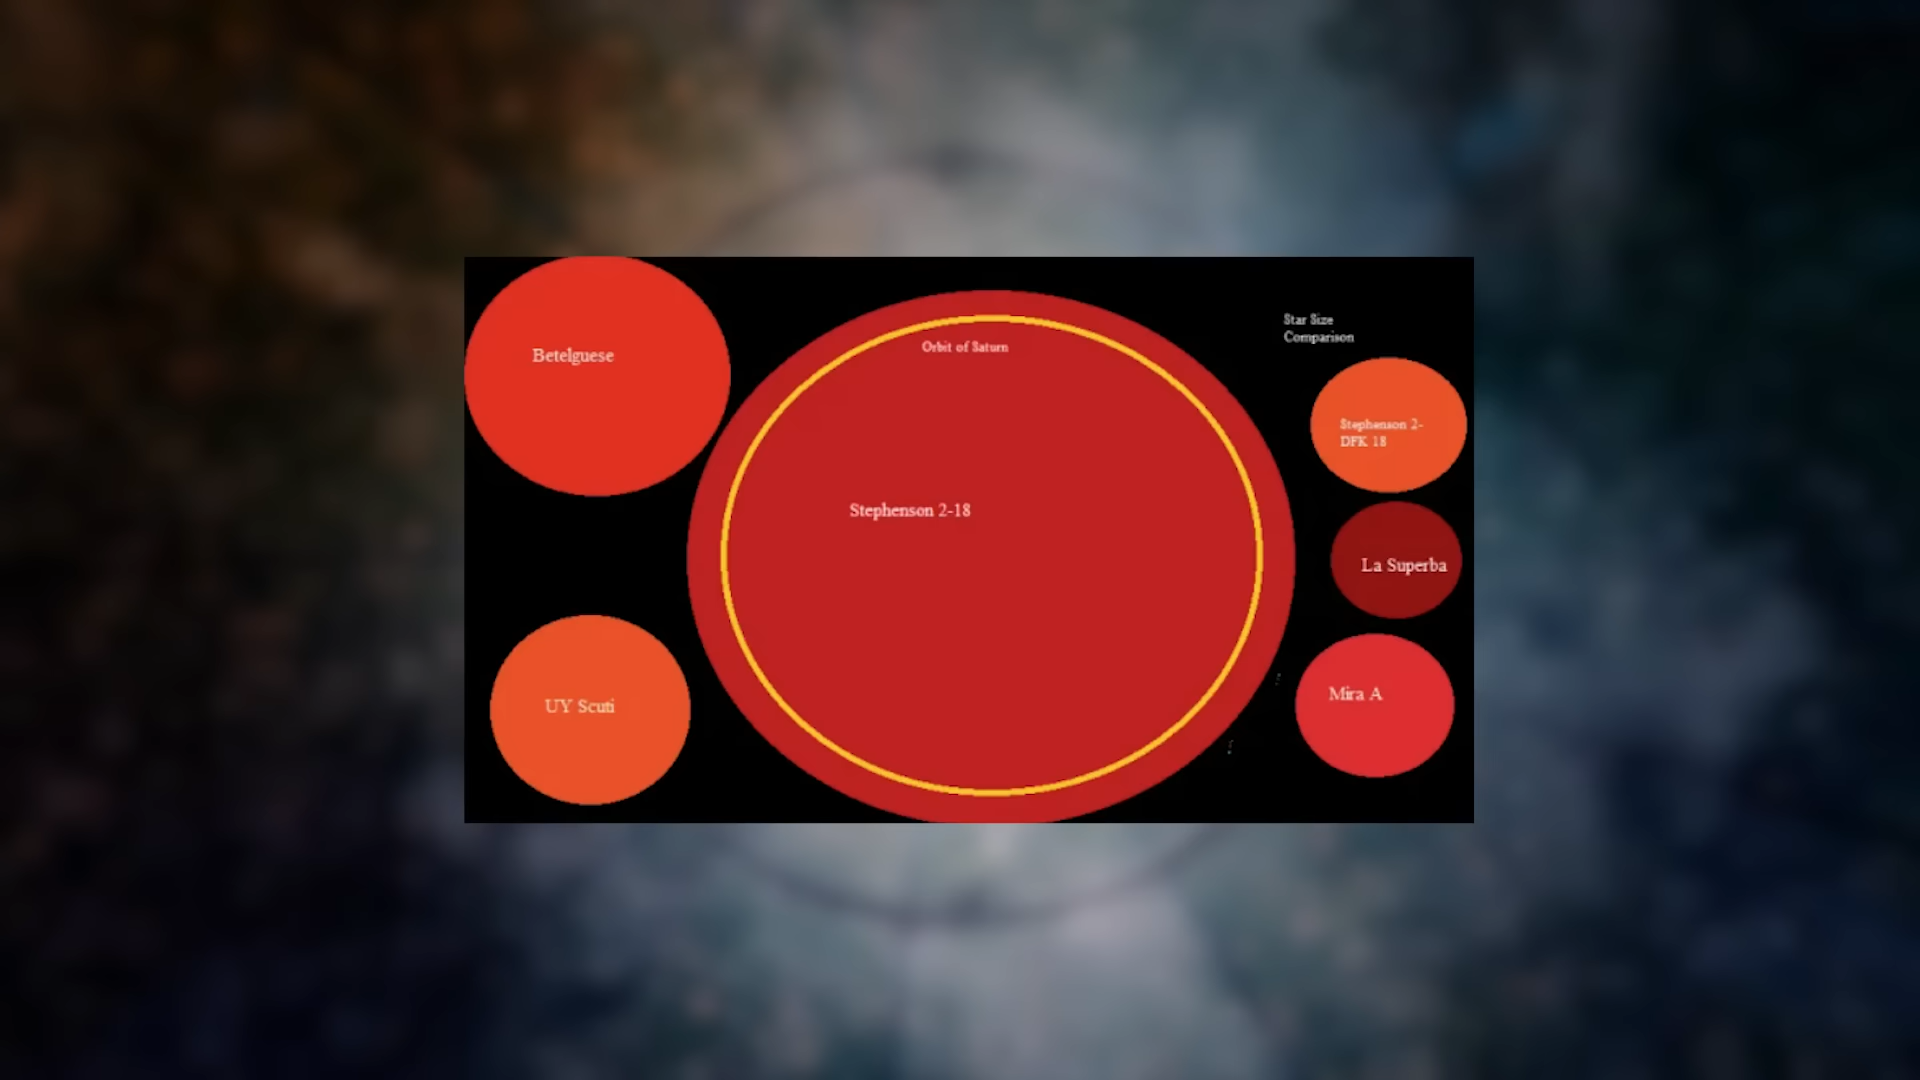 Betelguese
Orbit of Saturn
Star Size
Comparison
Stephenson 2-
DFK 18
Stephenson 2-18
La Superba
UY Scuti
Mira A